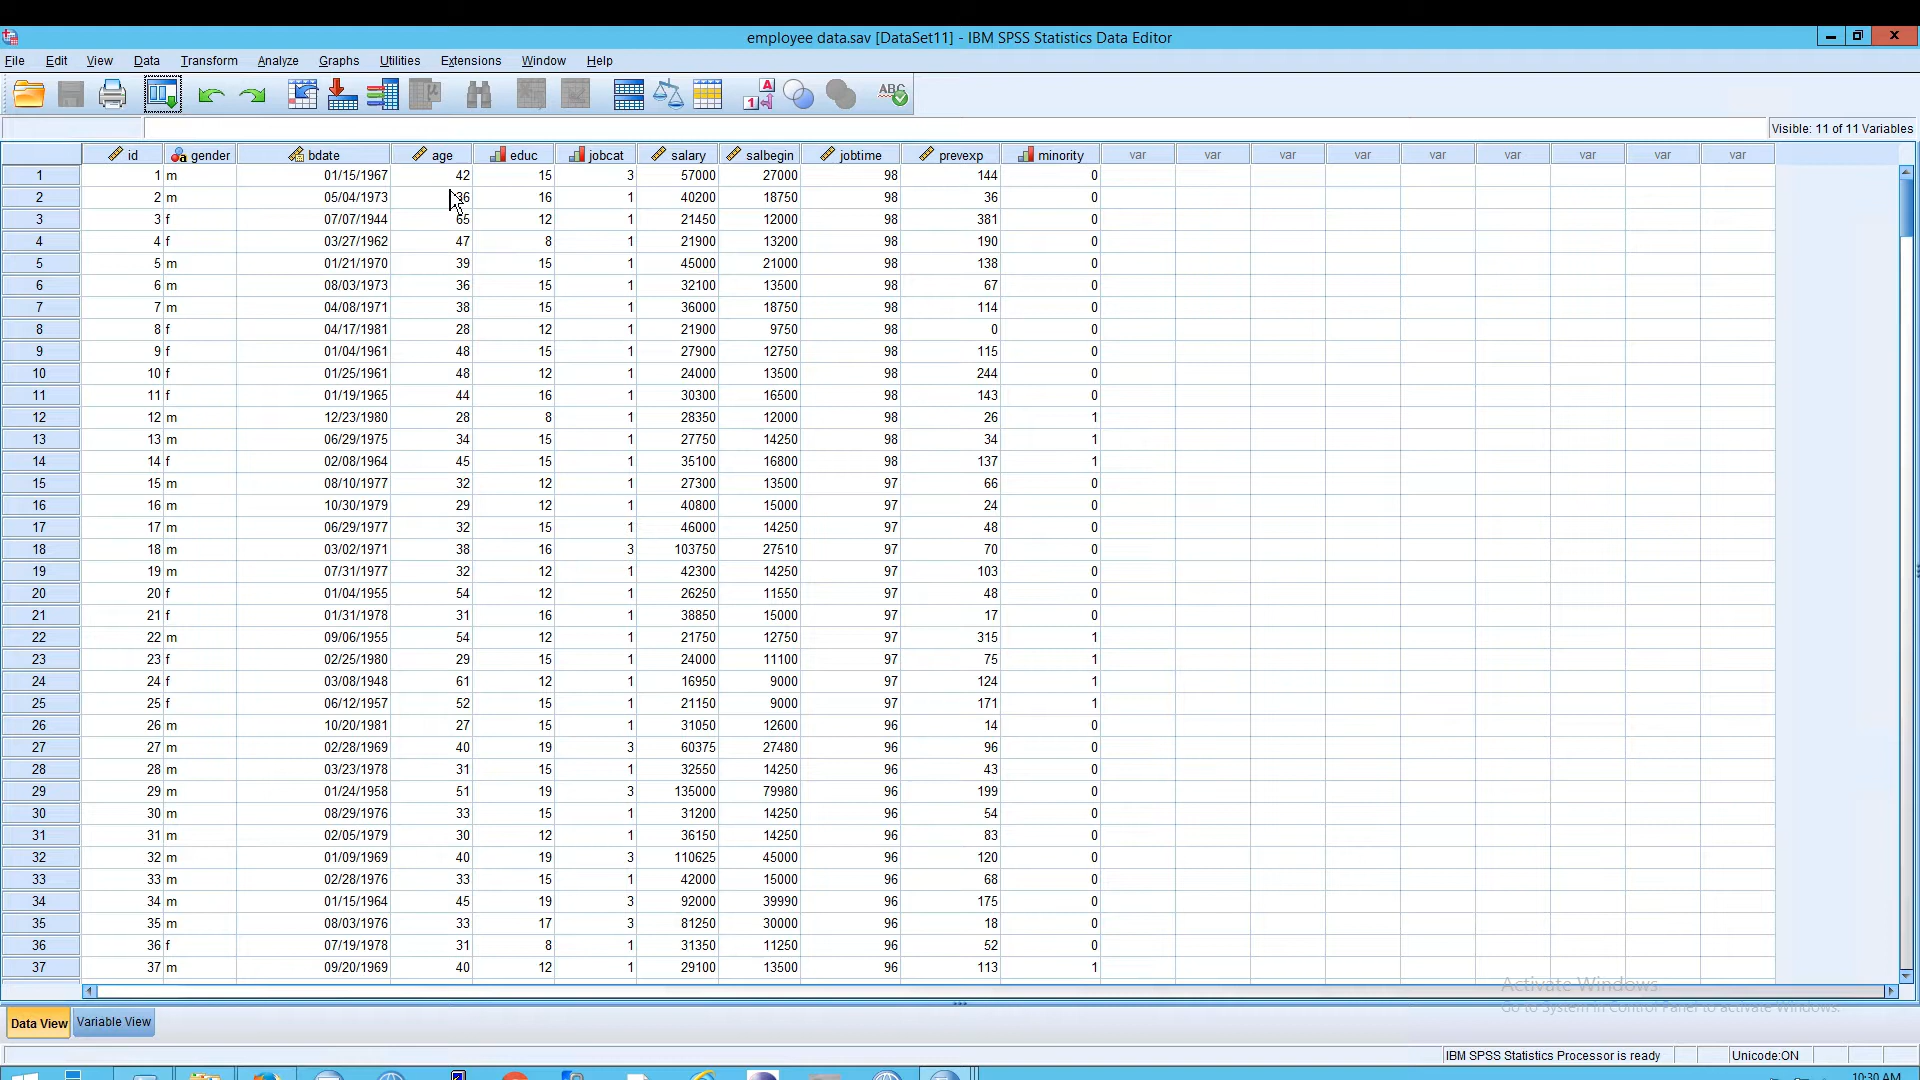 employee data.sav [DataSet11] - IBM SPSS Statistics Data Editor
File Edit View Data Transform Analyze Graphs Utilities Extensions Window Help
Visible: 11 of 11 Variables
id gender bdate age educ jobcat salary salbegin jobtime prevexp minority var var var var var var var var var
1 1 m 01/15/1967 42 15 3 57000 27000 98 144 0
2 2 m 05/04/1973 36 16 1 40200 18750 98 36 0
3 3 f 07/07/1944 65 12 1 21450 12000 98 381 0
4 4 f 03/27/1962 47 8 1 21900 13200 98 190 0
5 5 m 01/21/1970 39 15 1 45000 21000 98 138 0
6 6 m 08/03/1973 36 15 1 32100 13500 98 67 0
7 7 m 04/08/1971 38 15 1 36000 18750 98 114 0
8 8 f 04/17/1981 28 12 1 21900 9750 98 0 0
9 9 f 01/04/1961 48 15 1 27900 12750 98 115 0
10 10 f 01/25/1961 48 12 1 24000 13500 98 244 0
11 11 f 01/19/1965 44 16 1 30300 16500 98 143 0
12 12 m 12/23/1980 28 8 1 28350 12000 98 26 1
13 13 m 06/29/1975 34 15 1 27750 14250 98 34 1
14 14 f 02/08/1964 45 15 1 35100 16800 98 137 1
15 15 m 08/10/1977 32 12 1 27300 13500 97 66 0
16 16 m 10/30/1979 29 12 1 40800 15000 97 24 0
17 17 m 06/29/1977 32 15 1 46000 14250 97 48 0
18 18 m 03/02/1971 38 16 3 103750 27510 97 70 0
19 19 m 07/31/1977 32 12 1 42300 14250 97 103 0
20 20 f 01/04/1955 54 12 1 26250 11550 97 48 0
21 21 f 01/31/1978 31 16 1 38850 15000 97 17 0
22 22 m 09/06/1955 54 12 1 21750 12750 97 315 1
23 23 f 02/25/1980 29 15 1 24000 11100 97 75 1
24 24 f 03/08/1948 61 12 1 16950 9000 97 124 1
25 25 f 06/12/1957 52 15 1 21150 9000 97 171 1
26 26 m 10/20/1981 27 15 1 31050 12600 96 14 0
27 27 m 02/28/1969 40 19 3 60375 27480 96 96 0
28 28 m 03/23/1978 31 15 1 32550 14250 96 43 0
29 29 m 01/24/1958 51 19 3 135000 79980 96 199 0
30 30 m 08/29/1976 33 15 1 31200 14250 96 54 0
31 31 m 02/05/1979 30 12 1 36150 14250 96 83 0
32 32 m 01/09/1969 40 19 3 110625 45000 96 120 0
33 33 m 02/28/1976 33 15 1 42000 15000 96 68 0
34 34 m 01/15/1964 45 19 3 92000 39990 96 175 0
35 35 m 08/03/1976 33 17 3 81250 30000 96 18 0
36 36 f 07/19/1978 31 8 1 31350 11250 96 52 0
37 37 m 09/20/1969 40 12 1 29100 13500 96 113 1
Activate Windows
Go to System in Control Panel to activate Windows.
Data View Variable View
IBM SPSS Statistics Processor is ready Unicode:ON
10:30 AM